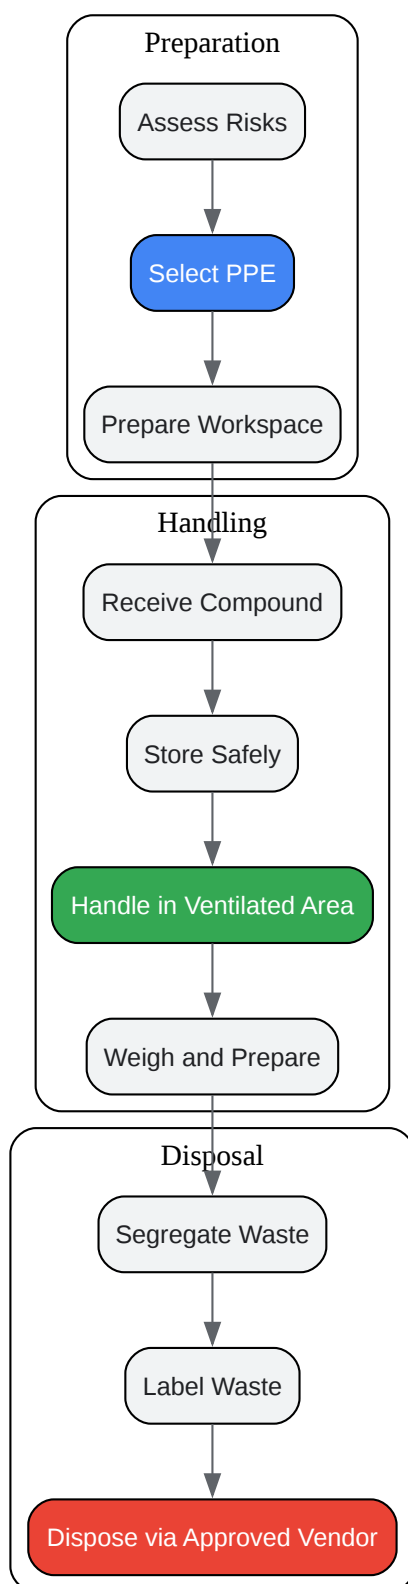 Preparation
Assess Risks
Select PPE
Prepare Workspace
Handling
Receive Compound
Store Safely
Handle in Ventilated Area
Weigh and Prepare
Disposal
Segregate Waste
Label Waste
Dispose via Approved Vendor